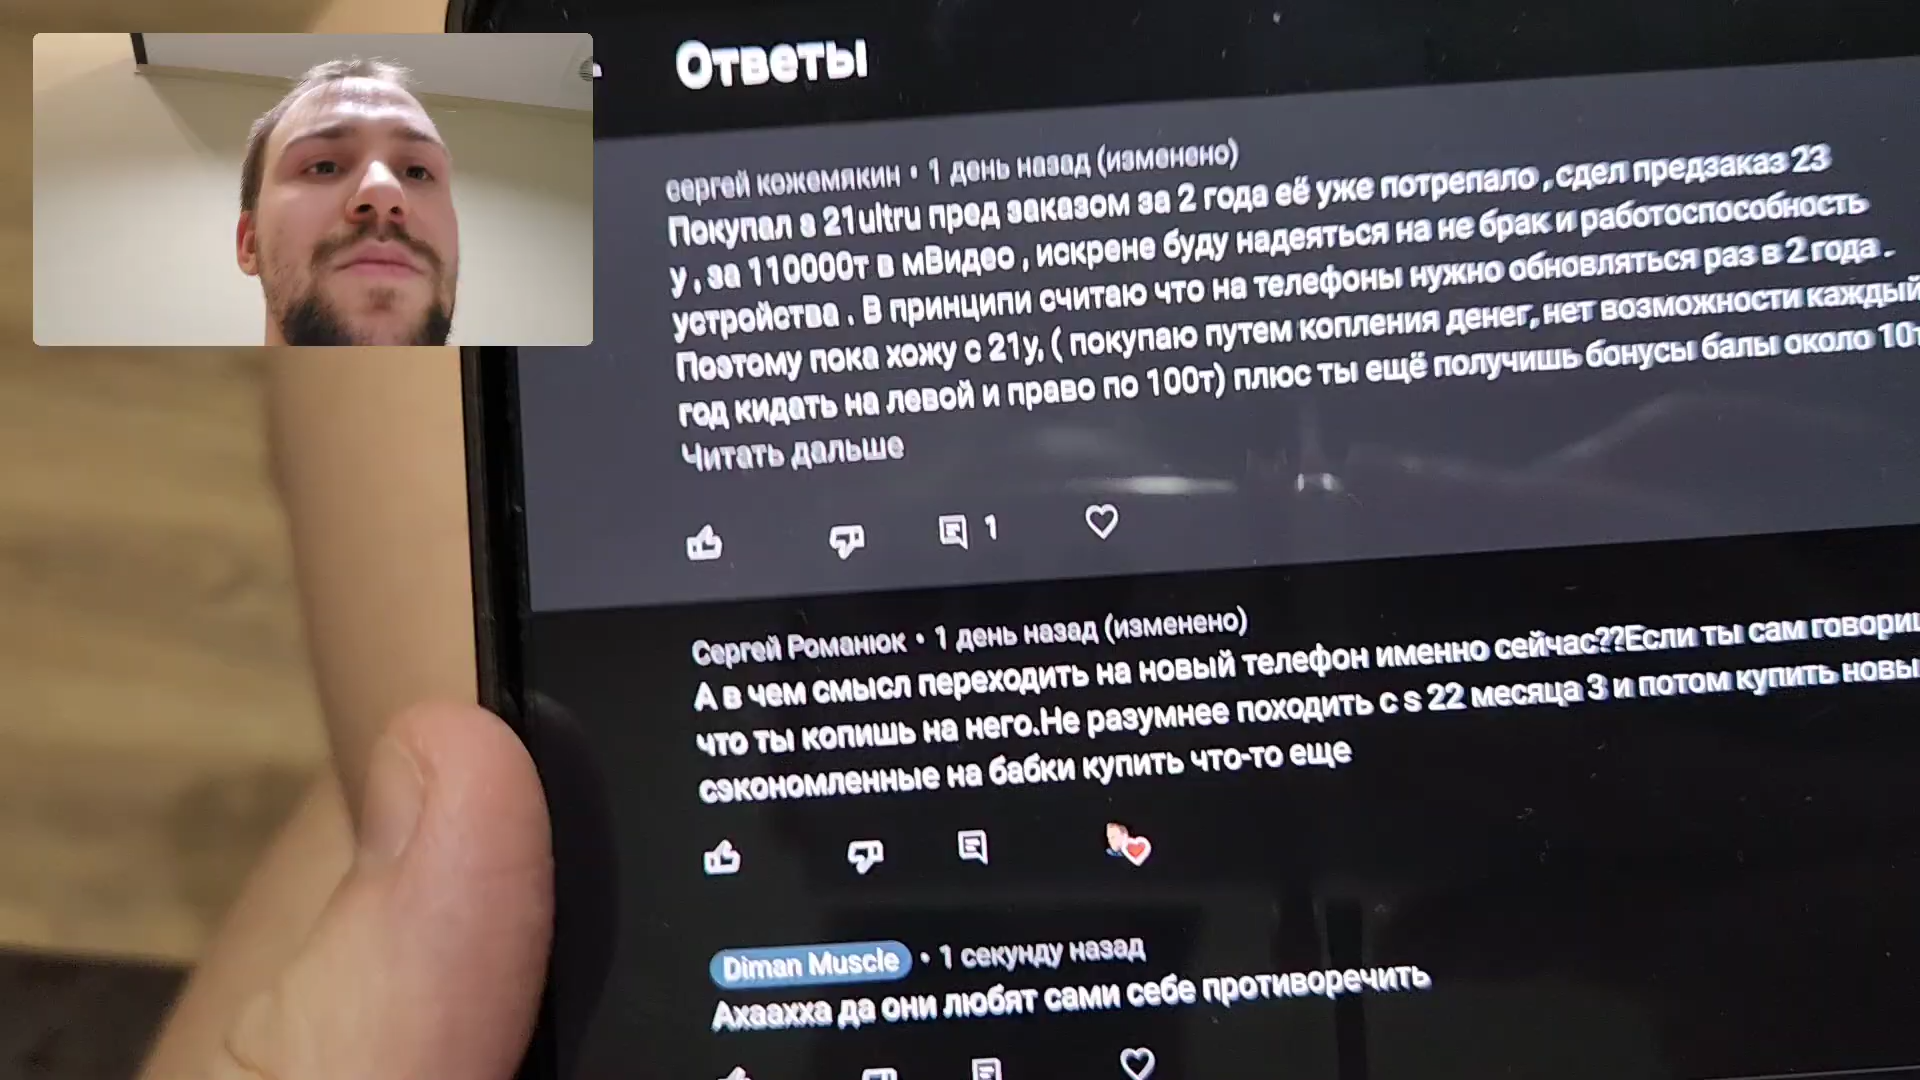 Ответы
сергей кожемякин • 1 день назад (изменено)
Покупал s 21ultru пред заказом за 2 года её уже потрепало , сдел предзаказ 23
у , за 110000т в мВидео , искрене буду надеяться на не брак и работоспособность
устройства . В принципи считаю что на телефоны нужно обновляться раз в 2 года .
Поэтому пока хожу с 21у, ( покупаю путем копления денег, нет возможности каждый
год кидать на левой и право по 100т) плюс ты ещё получишь бонусы балы около 10т
Читать дальше
1
Сергей Романюк • 1 день назад (изменено)
А в чем смысл переходить на новый телефон именно сейчас??Если ты сам
что ты копишь на него.Не разумнее походить с s 22 месяца 3 и потом купить
сэкономленные на бабки купить что-то еще
Diman Muscle • 1 секунду назад
Ахаахха да они любят сами себе противоречить